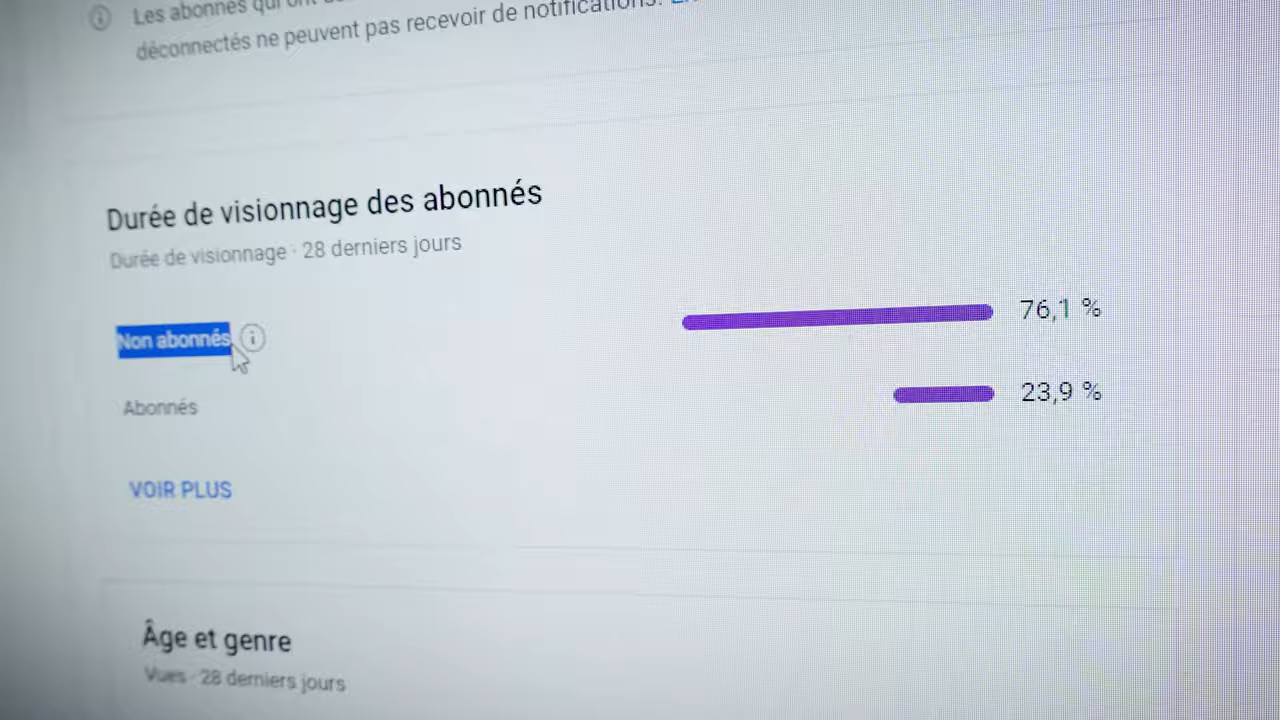 Les abonnés qui ont
déconnectés ne peuvent pas recevoir de notifications.
Durée de visionnage des abonnés
Durée de visionnage · 28 derniers jours
Non abonnés
76,1 %
Abonnés
23,9 %
VOIR PLUS
Âge et genre
Vues · 28 derniers jours